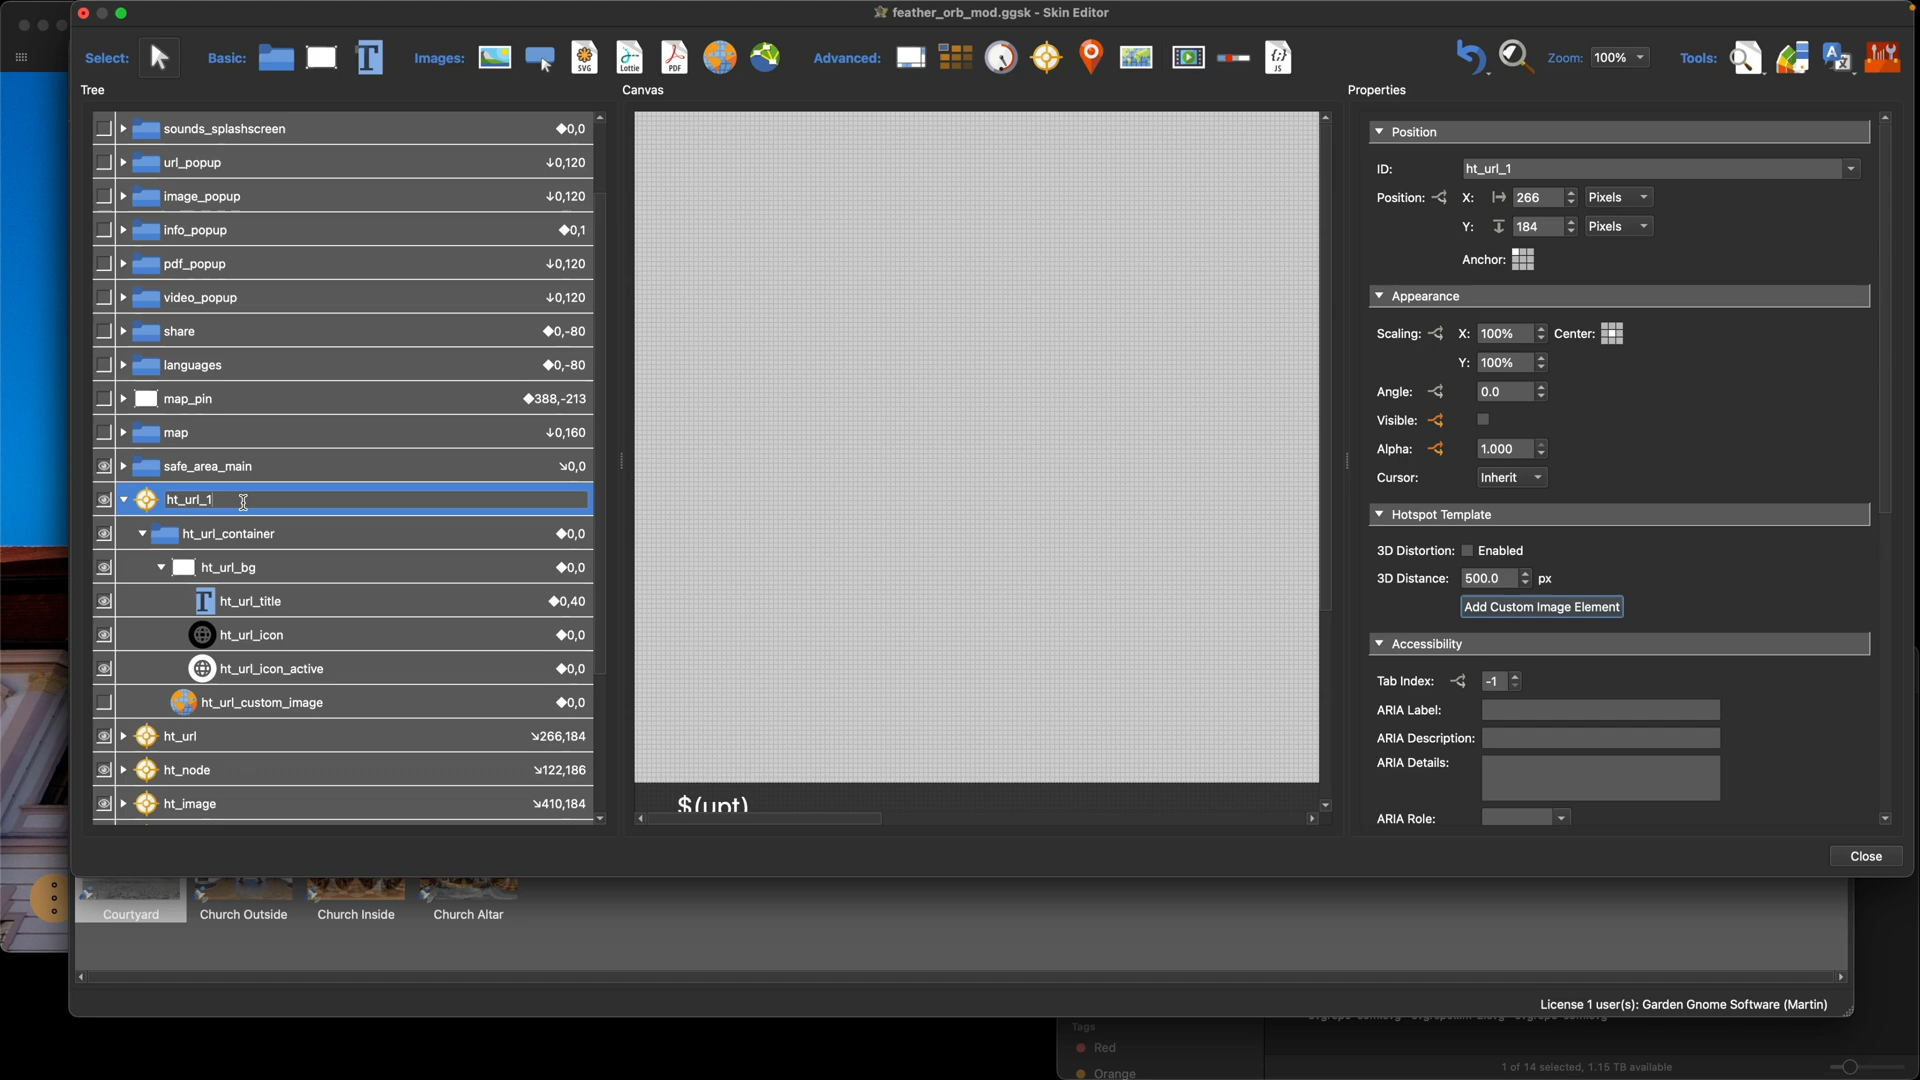 feather_orb_mod.ggsk - Skin Editor
Select: Basic: T Images: SVG Lottie PDF Advanced: JS Zoom: 100% Tools:
Tree Canvas Properties
sounds_splashscreen ◆0,0
url_popup ↓0,120
image_popup ↓0,120
info_popup ◆0,1
pdf_popup ↓0,120
video_popup ↓0,120
share ◆0,-80
languages ◆0,-80
map_pin ◆388,-213
map ↓0,160
safe_area_main ↘0,0
ht_url_1
ht_url_container ◆0,0
ht_url_bg ◆0,0
T ht_url_title ◆0,40
ht_url_icon ◆0,0
ht_url_icon_active ◆0,0
ht_url_custom_image ◆0,0
ht_url ↘266,184
ht_node ↘122,186
ht_image ↘410,184
Position
ID: ht_url_1
Position: X: 266 Pixels
Y: 184 Pixels
Anchor:
Appearance
Scaling: X: 100% Center:
Y: 100%
Angle: 0.0
Visible:
Alpha: 1.000
Cursor: Inherit
Hotspot Template
3D Distortion: Enabled
3D Distance: 500.0 px
Add Custom Image Element
Accessibility
Tab Index: -1
ARIA Label:
ARIA Description:
ARIA Details:
ARIA Role:
$(upt)
Close
Courtyard Church Outside Church Inside Church Altar
License 1 user(s): Garden Gnome Software (Martin)
Tags
Red
Orange
1 of 14 selected, 1.15 TB available